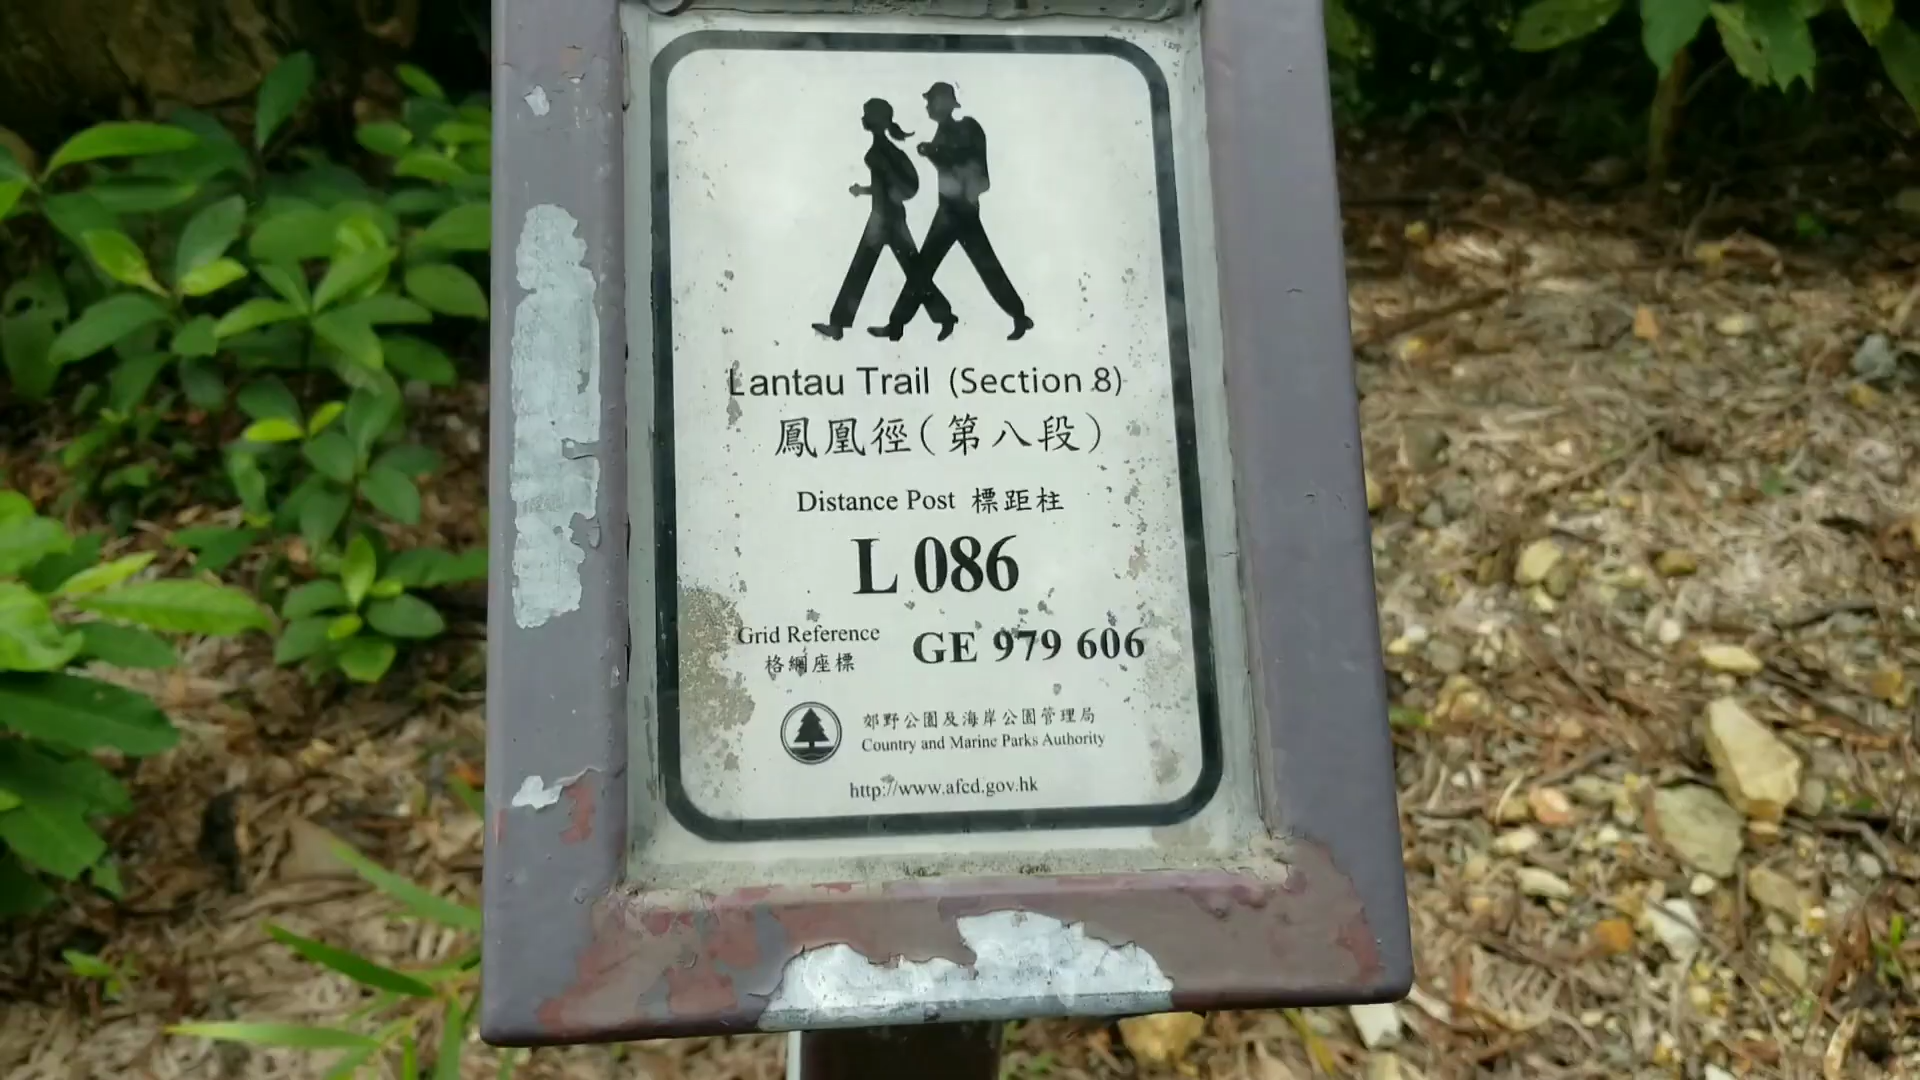 Lantau Trail (Section 8)
鳳凰徑(第八段)
Distance Post 標距柱
L 086
Grid Reference
格網座標
GE 979 606
郊野公園及海岸公園管理局
Country and Marine Parks Authority
http://www.afcd.gov.hk